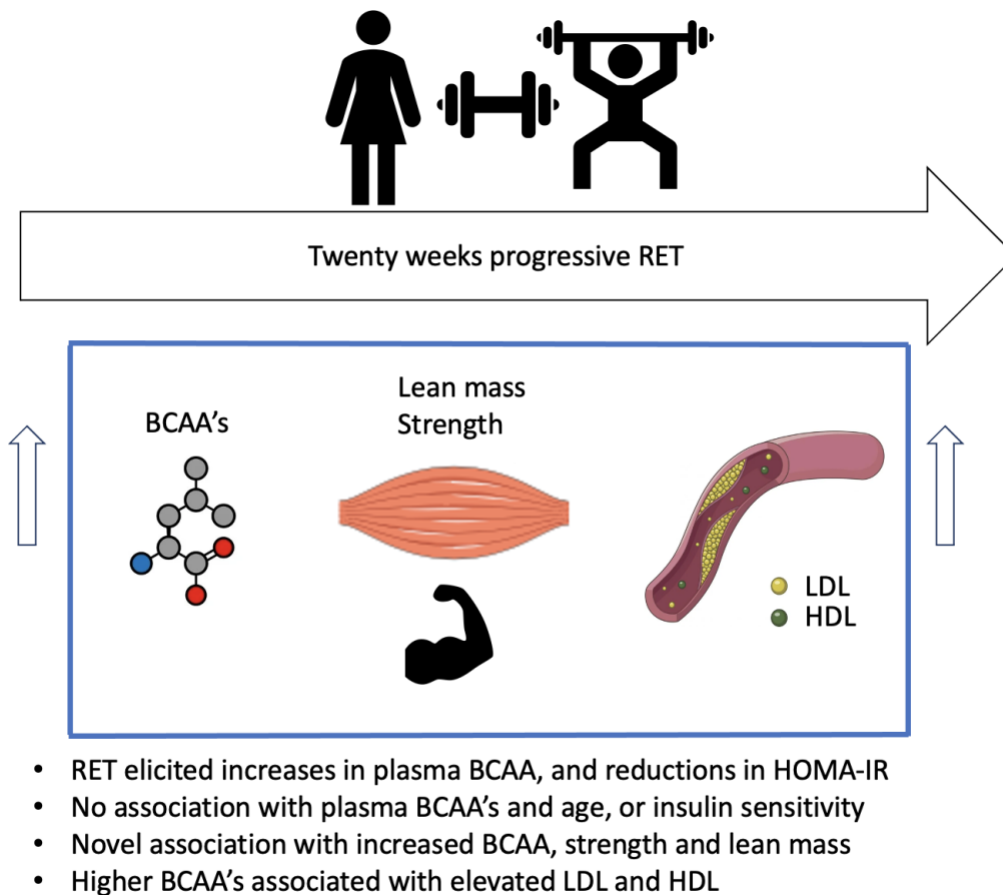 Twenty weeks progressive RET
BCAA's
Lean mass
Strength
LDL
HDL
• RET elicited increases in plasma BCAA, and reductions in HOMA-IR
• No association with plasma BCAA's and age, or insulin sensitivity
• Novel association with increased BCAA, strength and lean mass
• Higher BCAA's associated with elevated LDL and HDL